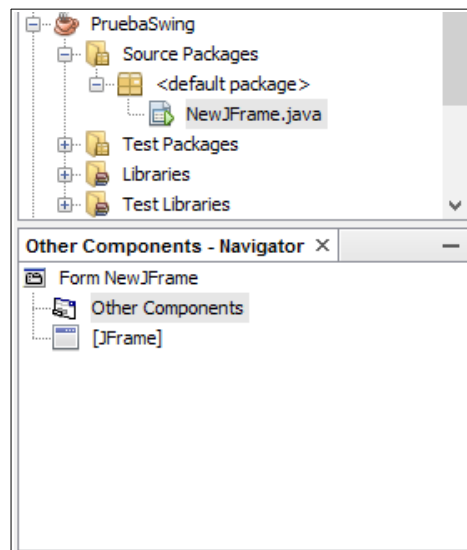 PruebaSwing
Source Packages
<default package>
NewJFrame.java
Test Packages
Libraries
Test Libraries
Other Components - Navigator
Form NewJFrame
Other Components
[JFrame]